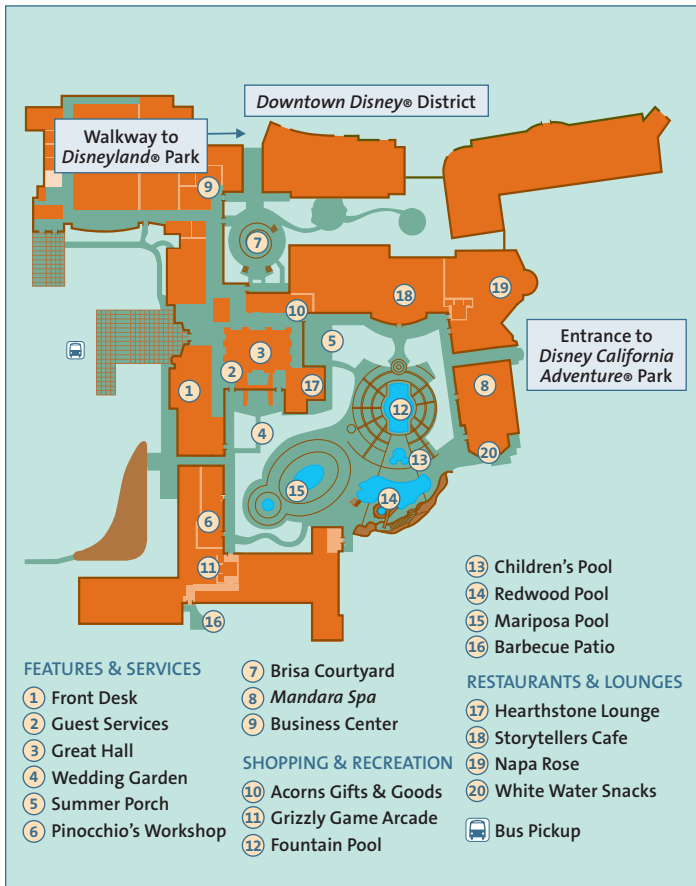 Downtown Disney® District
Walkway to
Disneyland® Park
9
7
19
18
10
5
3
Entrance to
Disney California
Adventure® Park
2
17
8
1
12
4
20
13
15
14
6
11
16
FEATURES & SERVICES
1 Front Desk
2 Guest Services
3 Great Hall
4 Wedding Garden
5 Summer Porch
6 Pinocchio's Workshop
7 Brisa Courtyard
8 Mandara Spa
9 Business Center
SHOPPING & RECREATION
10 Acorns Gifts & Goods
11 Grizzly Game Arcade
12 Fountain Pool
13 Children's Pool
14 Redwood Pool
15 Mariposa Pool
16 Barbecue Patio
RESTAURANTS & LOUNGES
17 Hearthstone Lounge
18 Storytellers Cafe
19 Napa Rose
20 White Water Snacks
Bus Pickup